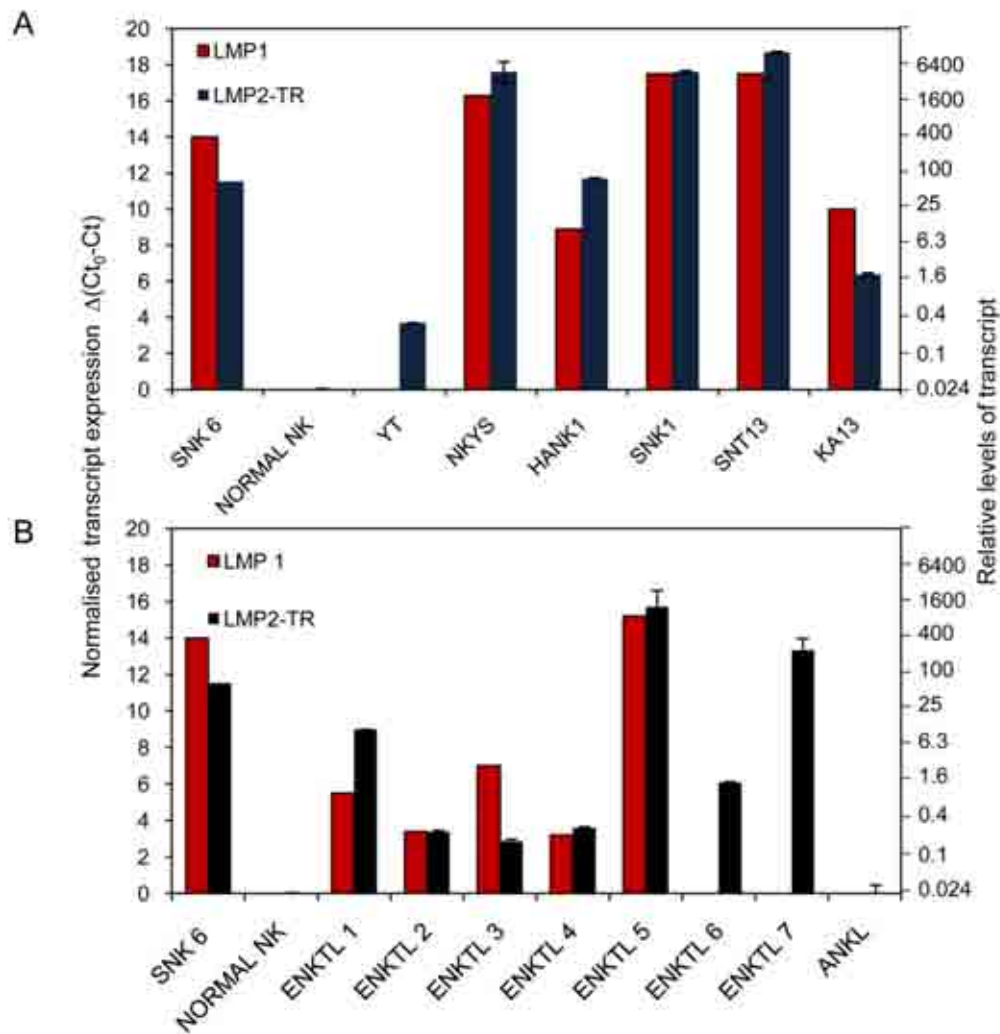 A
LMP1
LMP2-TR
20
18
16
14
12
10
8
6
4
2
0
6400
1600
400
100
25
6.3
1.6
0.4
0.1
0.024
SNK 6
NORMAL NK
YT
NKYS
HANK1
SNK1
SNT13
KA13
Normalised transcript expression Δ(Ct₀-Ct)
Relative levels of transcript
B
LMP 1
LMP2-TR
20
18
16
14
12
10
8
6
4
2
0
6400
1600
400
100
25
6.3
1.6
0.4
0.1
0.024
SNK 6
NORMAL NK
ENKTL 1
ENKTL 2
ENKTL 3
ENKTL 4
ENKTL 5
ENKTL 6
ENKTL 7
ANKL